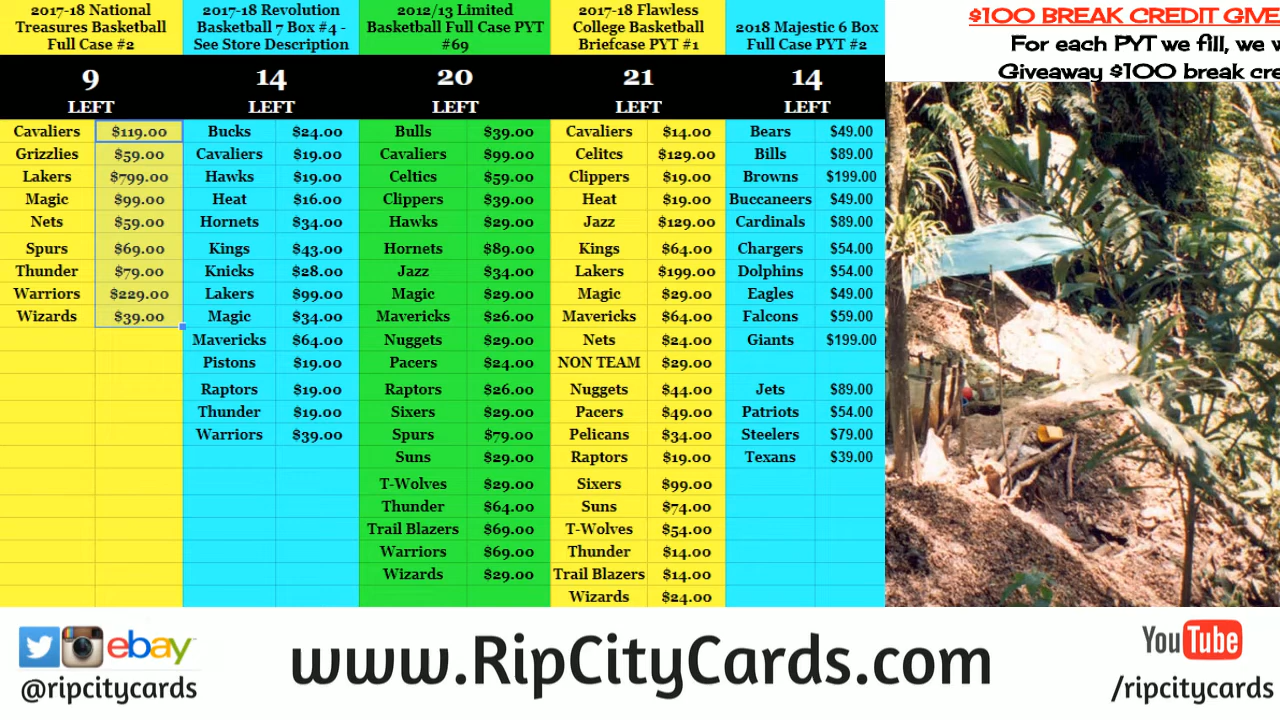 2017-18 National
Treasures Basketball
Full Case #2
9
LEFT
Cavaliers $119.00
Grizzlies $59.00
Lakers $799.00
Magic $99.00
Nets $59.00
Spurs $69.00
Thunder $79.00
Warriors $229.00
Wizards $39.00
2017-18 Revolution
Basketball 7 Box #4 -
See Store Description
14
LEFT
Bucks $24.00
Cavaliers $19.00
Hawks $19.00
Heat $16.00
Hornets $34.00
Kings $43.00
Knicks $28.00
Lakers $99.00
Magic $34.00
Mavericks $64.00
Pistons $19.00
Raptors $19.00
Thunder $19.00
Warriors $39.00
2012/13 Limited
Basketball Full Case PYT
#69
20
LEFT
Bulls $39.00
Cavaliers $99.00
Celtics $59.00
Clippers $39.00
Hawks $29.00
Hornets $89.00
Jazz $34.00
Magic $29.00
Mavericks $26.00
Nuggets $29.00
Pacers $24.00
Raptors $26.00
Sixers $29.00
Spurs $79.00
Suns $29.00
T-Wolves $29.00
Thunder $64.00
Trail Blazers $69.00
Warriors $69.00
Wizards $29.00
2017-18 Flawless
College Basketball
Briefcase PYT #1
21
LEFT
Cavaliers $14.00
Celitcs $129.00
Clippers $19.00
Heat $19.00
Jazz $129.00
Kings $64.00
Lakers $199.00
Magic $29.00
Mavericks $64.00
Nets $24.00
NON TEAM $29.00
Nuggets $44.00
Pacers $49.00
Pelicans $34.00
Raptors $19.00
Sixers $99.00
Suns $74.00
T-Wolves $54.00
Thunder $14.00
Trail Blazers $14.00
Wizards $24.00
2018 Majestic 6 Box
Full Case PYT #2
14
LEFT
Bears $49.00
Bills $89.00
Browns $199.00
Buccaneers $49.00
Cardinals $89.00
Chargers $54.00
Dolphins $54.00
Eagles $49.00
Falcons $59.00
Giants $199.00
Jets $89.00
Patriots $54.00
Steelers $79.00
Texans $39.00
$100 BREAK CREDIT GIVE
For each PYT we fill, we w
Giveaway $100 break cre
ebay
@ripcitycards
www.RipCityCards.com
YouTube
/ripcitycards